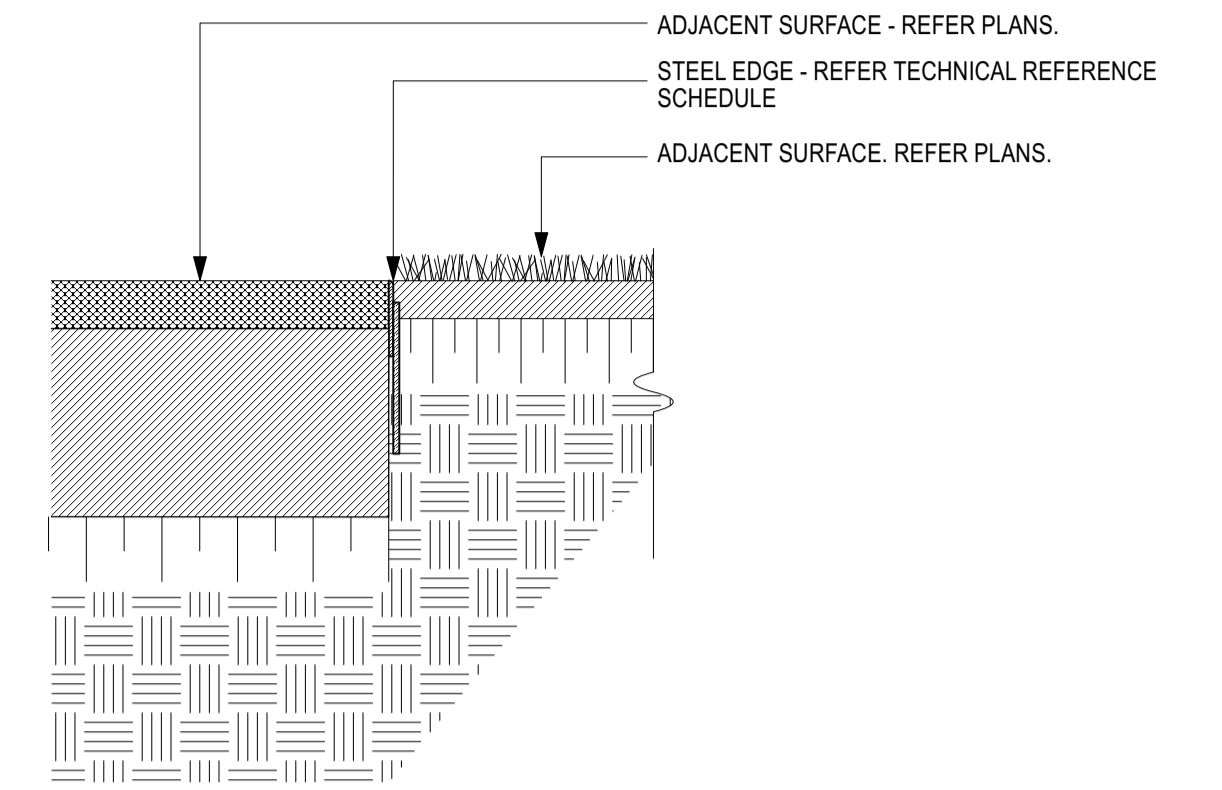 ADJACENT SURFACE - REFER PLANS.
STEEL EDGE - REFER TECHNICAL REFERENCE
SCHEDULE
ADJACENT SURFACE. REFER PLANS.